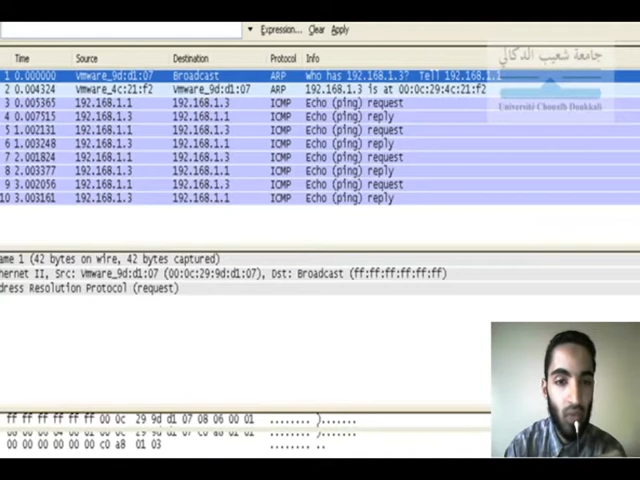 Expression... Clear Apply
Time Source Destination Protocol Info
جامعة شعيب الدكالي
1 0.000000 Vmware_9d:d1:07 Broadcast ARP Who has 192.168.1.3? Tell 192.168.1.1
2 0.004324 Vmware_4c:21:f2 Vmware_9d:d1:07 ARP 192.168.1.3 is at 00:0c:29:4c:21:f2
Université Chouaïb Doukkali
3 0.005365 192.168.1.1 192.168.1.3 ICMP Echo (ping) request
4 0.007515 192.168.1.3 192.168.1.1 ICMP Echo (ping) reply
5 1.002131 192.168.1.1 192.168.1.3 ICMP Echo (ping) request
6 1.003248 192.168.1.3 192.168.1.1 ICMP Echo (ping) reply
7 2.001824 192.168.1.1 192.168.1.3 ICMP Echo (ping) request
8 2.003377 192.168.1.3 192.168.1.1 ICMP Echo (ping) reply
9 3.002056 192.168.1.1 192.168.1.3 ICMP Echo (ping) request
10 3.003161 192.168.1.3 192.168.1.1 ICMP Echo (ping) reply
ame 1 (42 bytes on wire, 42 bytes captured)
hernet II, Src: Vmware_9d:d1:07 (00:0c:29:9d:d1:07), Dst: Broadcast (ff:ff:ff:ff:ff:ff)
dress Resolution Protocol (request)
ff ff ff ff ff ff 00 0c 29 9d d1 07 08 06 00 01 ........ ).......
00 00 00 00 00 00 c0 a8 01 03 ........ ..